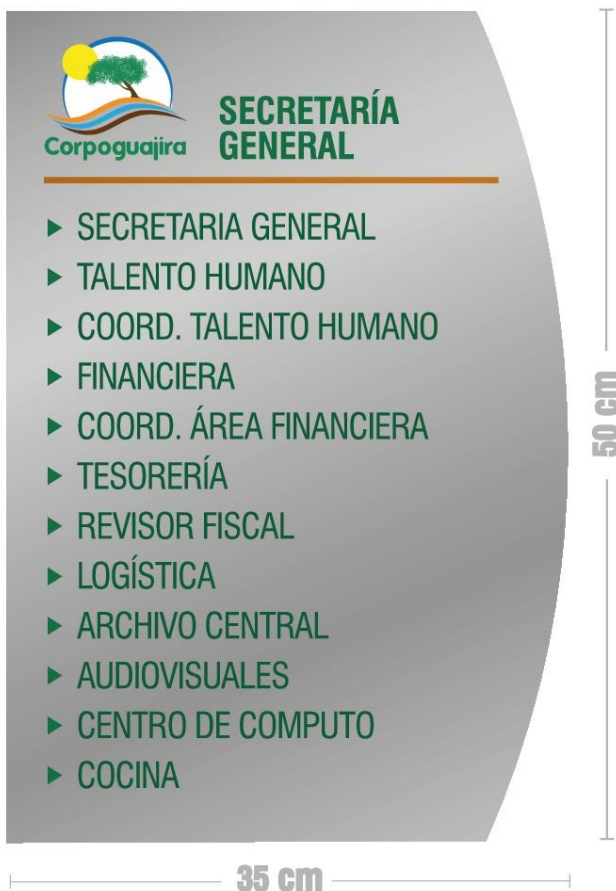 Corpoguajira
SECRETARÍA
GENERAL
► SECRETARIA GENERAL
► TALENTO HUMANO
► COORD. TALENTO HUMANO
► FINANCIERA
► COORD. ÁREA FINANCIERA
► TESORERÍA
► REVISOR FISCAL
► LOGÍSTICA
► ARCHIVO CENTRAL
► AUDIOVISUALES
► CENTRO DE COMPUTO
► COCINA
50 cm
35 cm